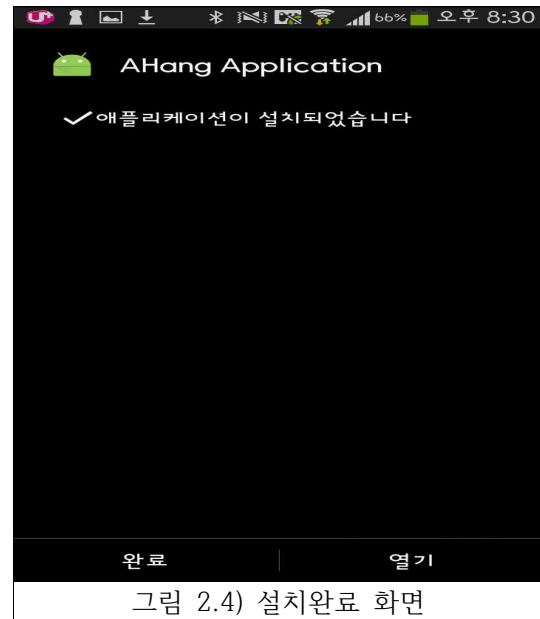 U+ 66% 오후 8:30
AHang Application
애플리케이션이 설치되었습니다
완료 열기
그림 2.4) 설치완료 화면